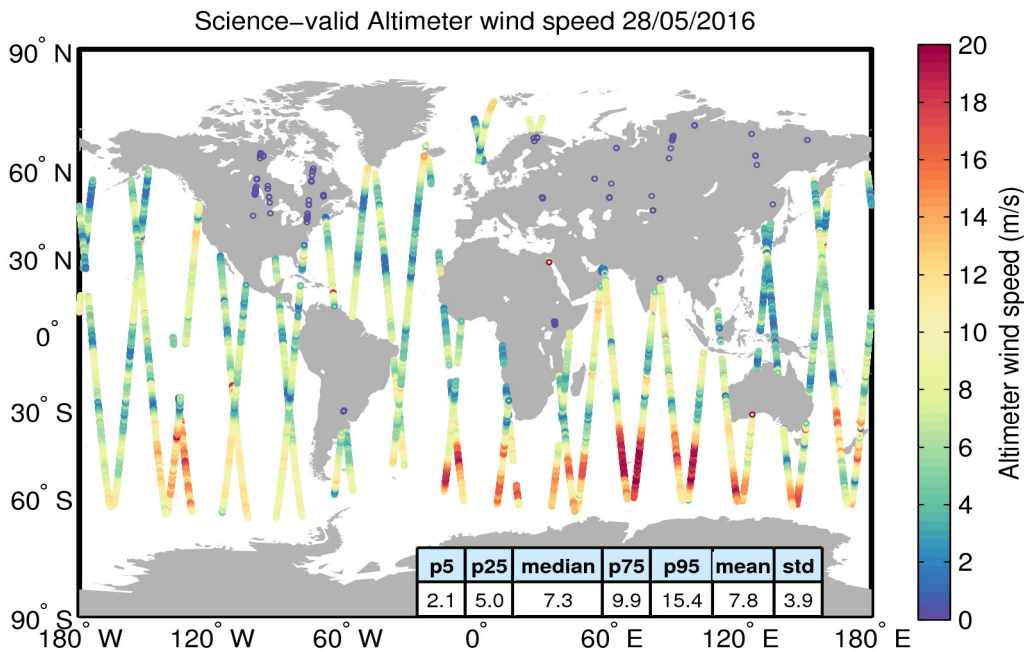 Science−valid Altimeter wind speed 28/05/2016
90° N
60° N
30° N
0°
30° S
60° S
90° S
180° W
120° W
60° W
0°
60° E
120° E
180° E
p5 p25 median p75 p95 mean std
2.1 5.0 7.3 9.9 15.4 7.8 3.9
20
18
16
14
12
10
8
6
4
2
0
Altimeter wind speed (m/s)